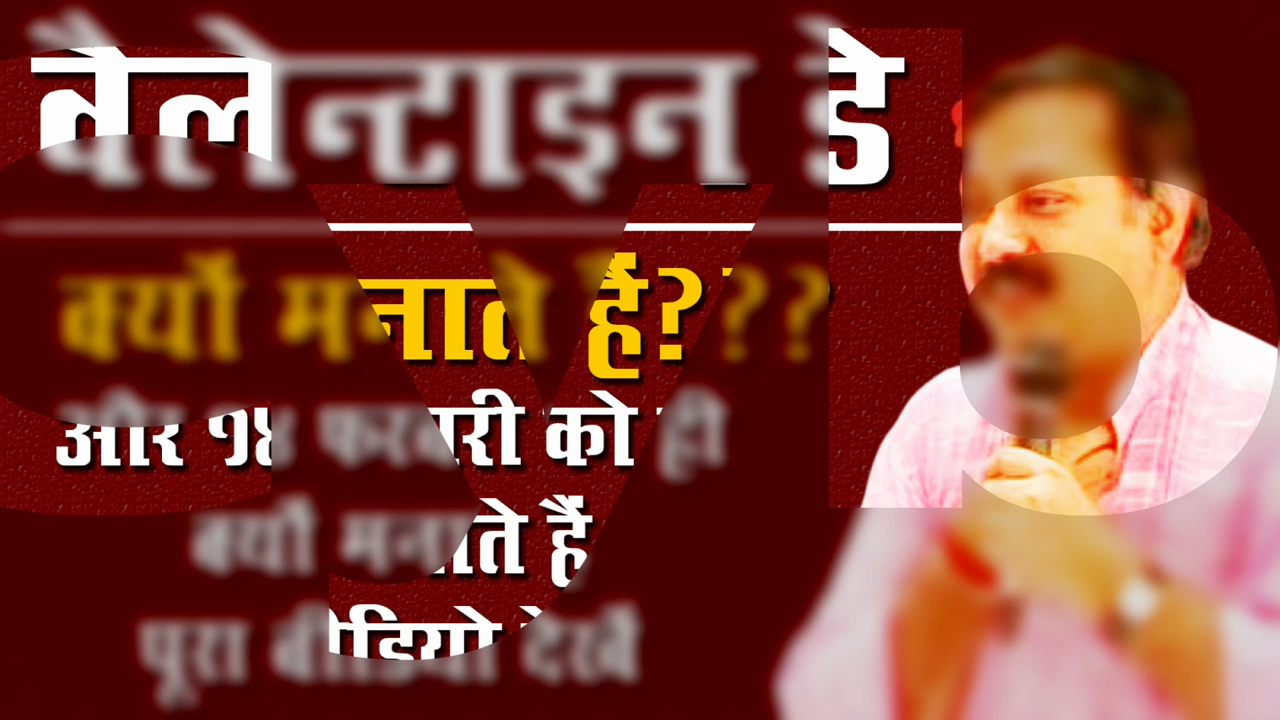 वैलेन्टाइन डे
क्यों मनाते हैं???
और १४ फरवरी को ही
क्यों मनाते हैं
पूरा वीडियो देखें